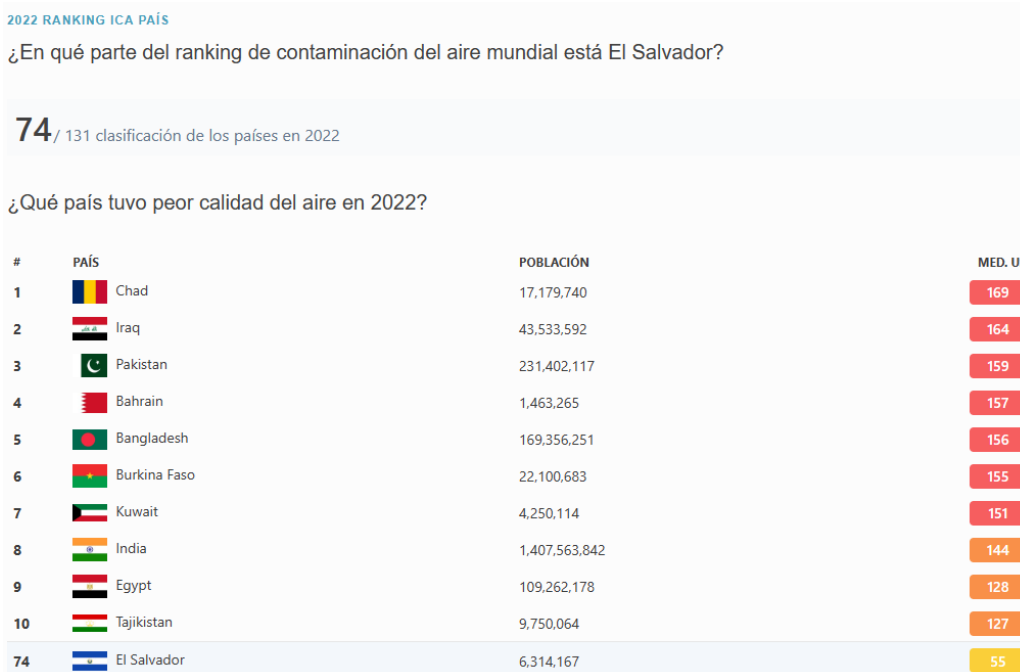 2022 RANKING ICA PAÍS
¿En qué parte del ranking de contaminación del aire mundial está El Salvador?
74 / 131 clasificación de los países en 2022
¿Qué país tuvo peor calidad del aire en 2022?
# PAÍS POBLACIÓN MED. U
1 Chad 17,179,740 169
2 Iraq 43,533,592 164
3 Pakistan 231,402,117 159
4 Bahrain 1,463,265 157
5 Bangladesh 169,356,251 156
6 Burkina Faso 22,100,683 155
7 Kuwait 4,250,114 151
8 India 1,407,563,842 144
9 Egypt 109,262,178 128
10 Tajikistan 9,750,064 127
74 El Salvador 6,314,167 55